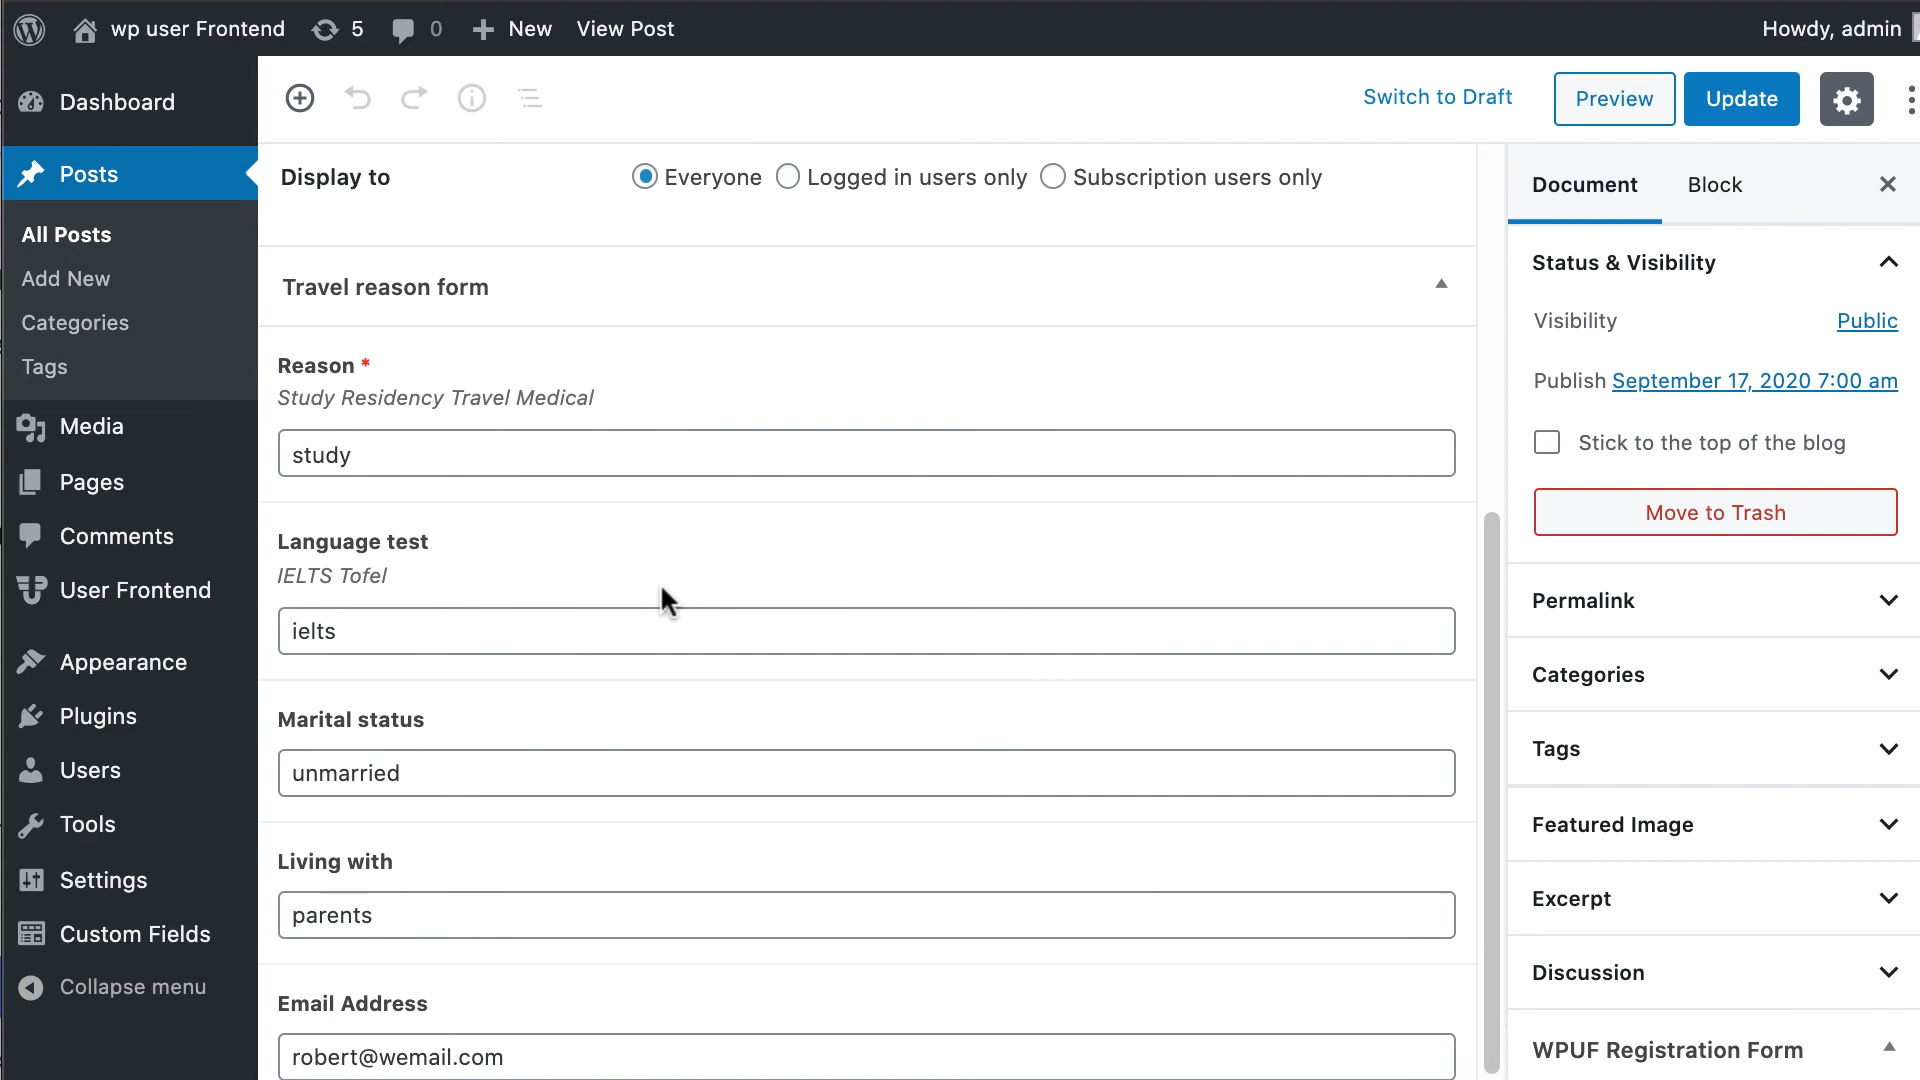 wp user Frontend 5 0 New View Post Howdy, admin
Dashboard
Posts
All Posts
Add New
Categories
Tags
Media
Pages
Comments
User Frontend
Appearance
Plugins
Users
Tools
Settings
Custom Fields
Collapse menu
Switch to Draft Preview Update
Display to Everyone Logged in users only Subscription users only
Travel reason form
Reason *
Study Residency Travel Medical
study
Language test
IELTS Tofel
ielts
Marital status
unmarried
Living with
parents
Email Address
robert@wemail.com
Document Block
Status & Visibility
Visibility Public
Publish September 17, 2020 7:00 am
Stick to the top of the blog
Move to Trash
Permalink
Categories
Tags
Featured Image
Excerpt
Discussion
WPUF Registration Form